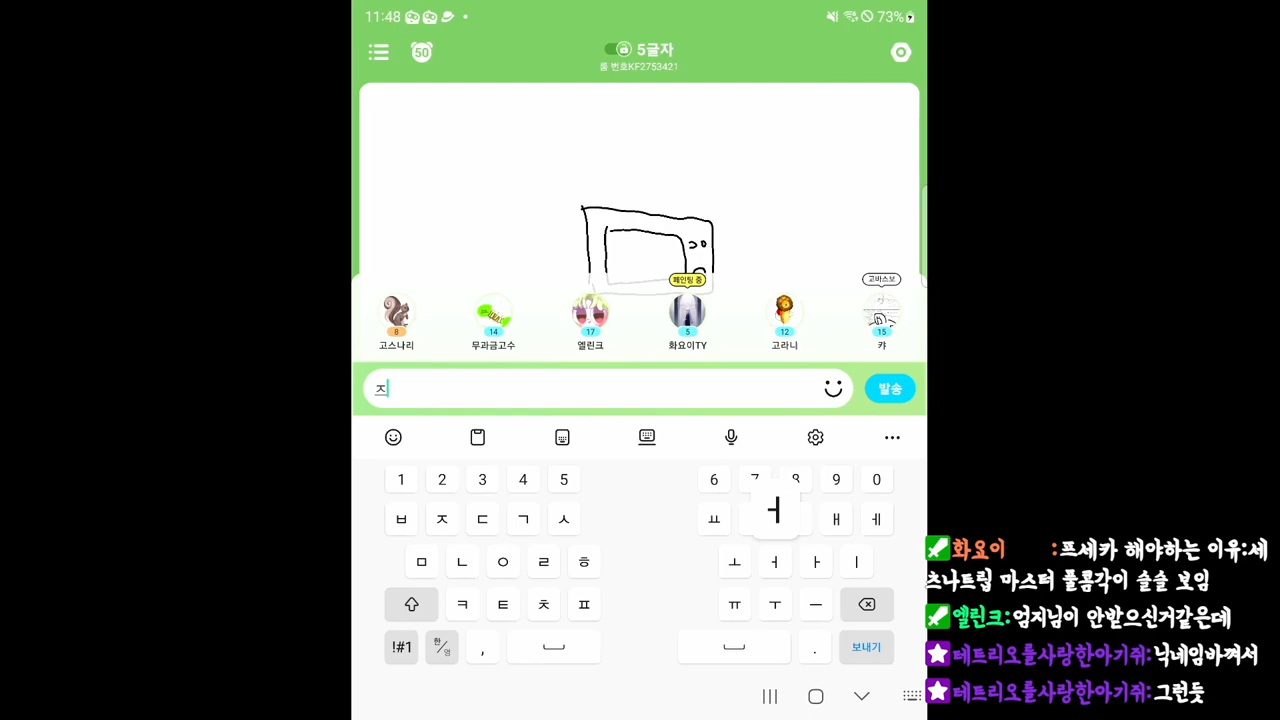 11:48
73%
50
5글자
룸 번호KF2753421
페인팅 중
고바스보
8
14
17
5
12
15
고스나리
무과금고수
엘린크
화요이TY
고라니
캬
즈
발송
1 2 3 4 5 6 7 8 9 0
ㅂ ㅈ ㄷ ㄱ ㅅ ㅛ ㅓ ㅐ ㅔ
ㅁ ㄴ ㅇ ㄹ ㅎ ㅗ ㅓ ㅏ ㅣ
ㅋ ㅌ ㅊ ㅍ ㅠ ㅜ ㅡ
!#1 한/영 , . 보내기
화요이 :프세카 해야하는 이유:세
츠나트립 마스터 풀콤각이 슬슬 보임
엘린크:엄지님이 안받으신거같은데
테트리오를사랑한아기쥐:닉네임바껴서
테트리오를사랑한아기쥐:그런듯